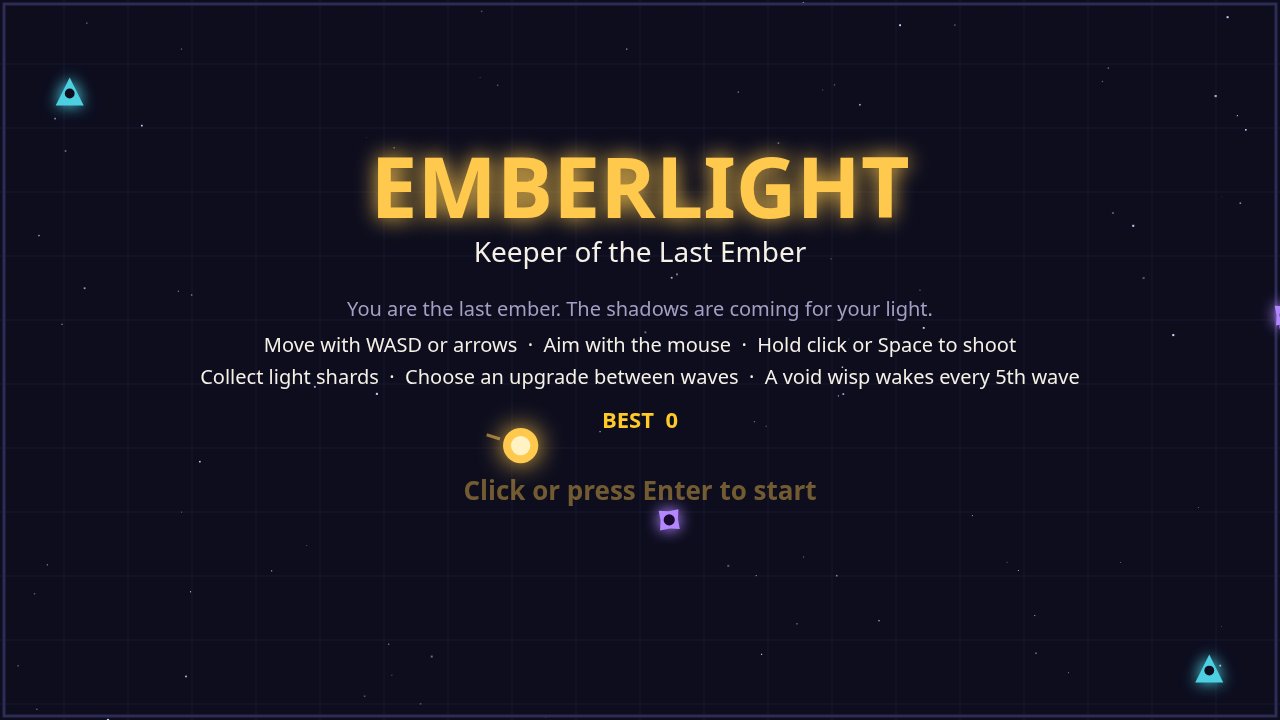 EMBERLIGHT
Keeper of the Last Ember
You are the last ember. The shadows are coming for your light.
Move with WASD or arrows · Aim with the mouse · Hold click or Space to shoot
Collect light shards · Choose an upgrade between waves · A void wisp wakes every 5th wave
BEST 0
Click or press Enter to start